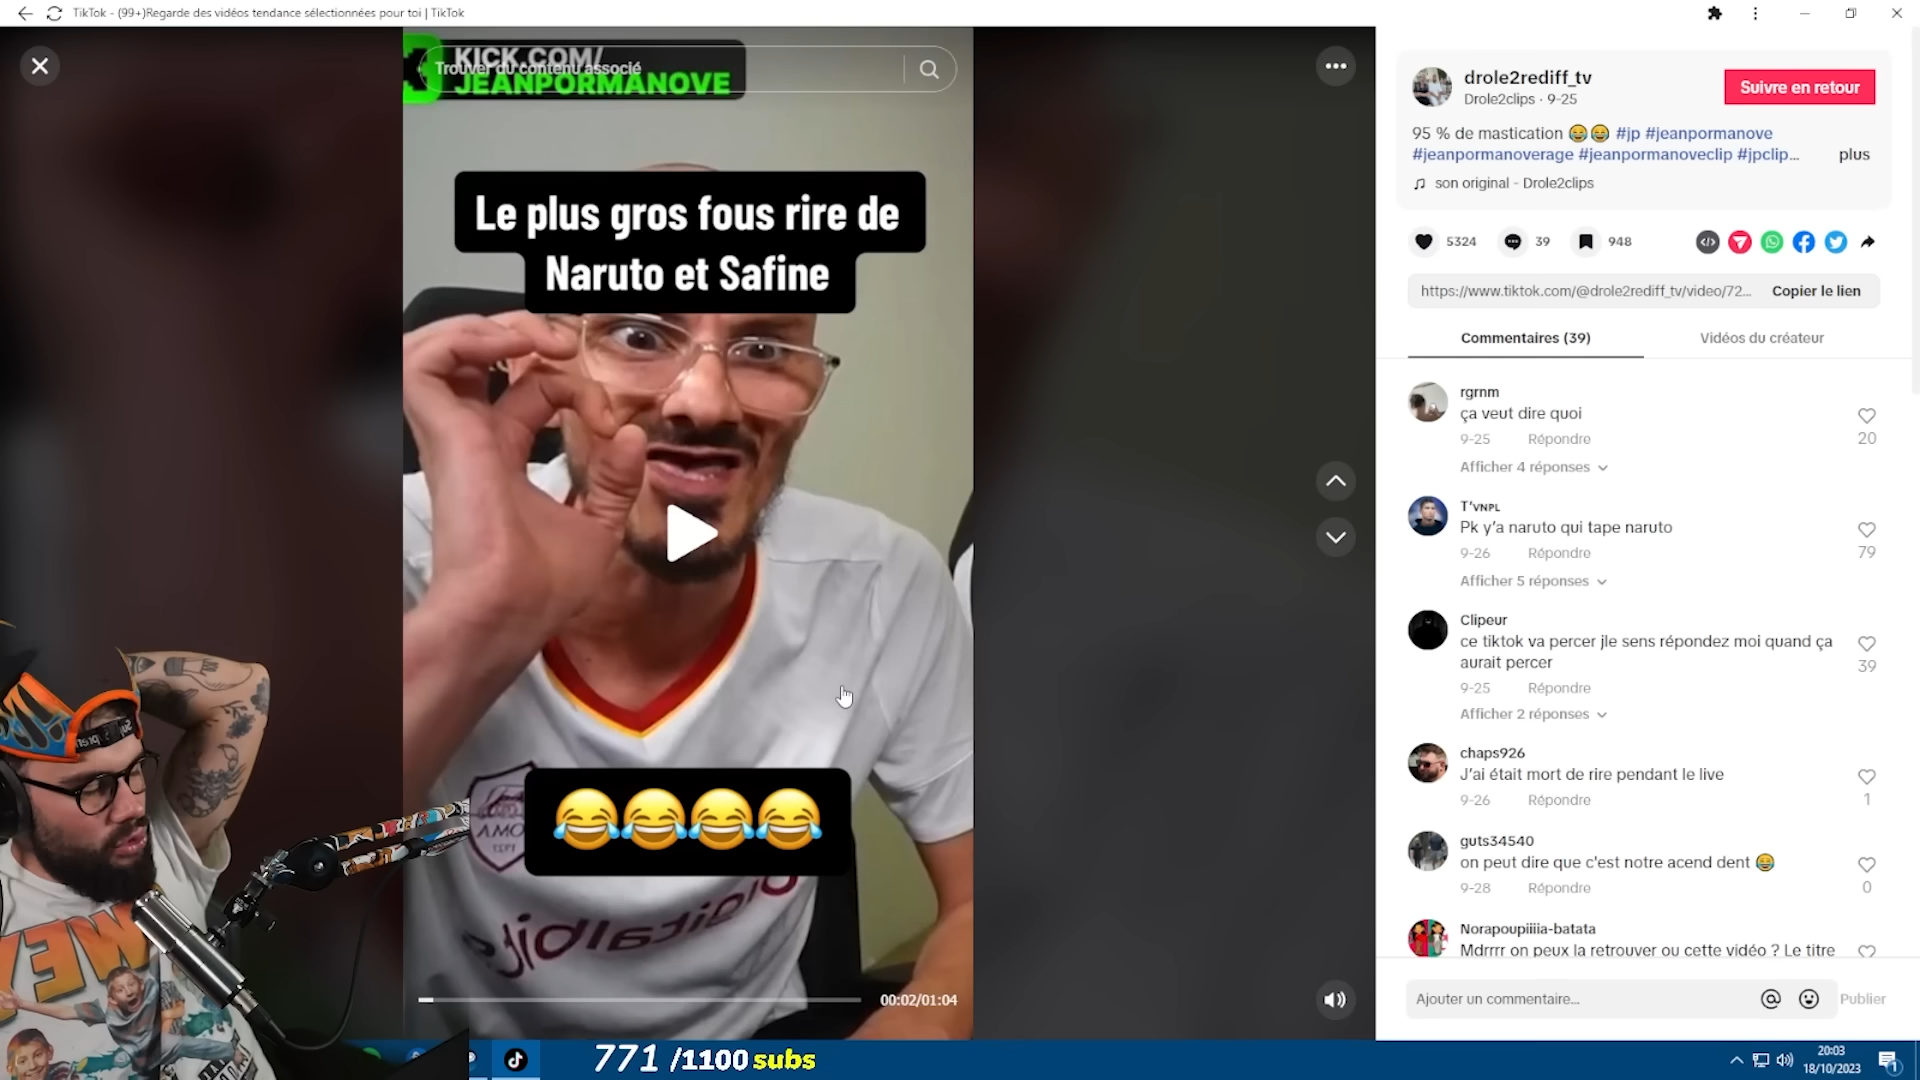 TikTok - (99+)Regarde des vidéos tendance sélectionnées pour toi | TikTok
KICK.COM/
JEANPORMANOVE
Trouver du contenu associé
Le plus gros fous rire de
Naruto et Safine
😂😂😂😂
00:02/01:04
drole2rediff_tv
Drole2clips · 9-25
Suivre en retour
95 % de mastication 😂😂 #jp #jeanpormanove
#jeanpormanoverage #jeanpormanoveclip #jpclip...
plus
son original - Drole2clips
5324
39
948
https://www.tiktok.com/@drole2rediff_tv/video/72...
Copier le lien
Commentaires (39)
Vidéos du créateur
rgrnm
ça veut dire quoi
9-25 Répondre
20
Afficher 4 réponses
T'ᴠɴᴘʟ
Pk y'a naruto qui tape naruto
9-26 Répondre
79
Afficher 5 réponses
Clipeur
ce tiktok va percer jle sens répondez moi quand ça
aurait percer
39
9-25 Répondre
Afficher 2 réponses
chaps926
J'ai était mort de rire pendant le live
9-26 Répondre
1
guts34540
on peut dire que c'est notre acend dent 😂
9-28 Répondre
0
Norapoupiiiia-batata
Mdrrrr on peux la retrouver ou cette vidéo ? Le titre
Ajouter un commentaire...
Publier
771 /1100 subs
20:03
18/10/2023
1